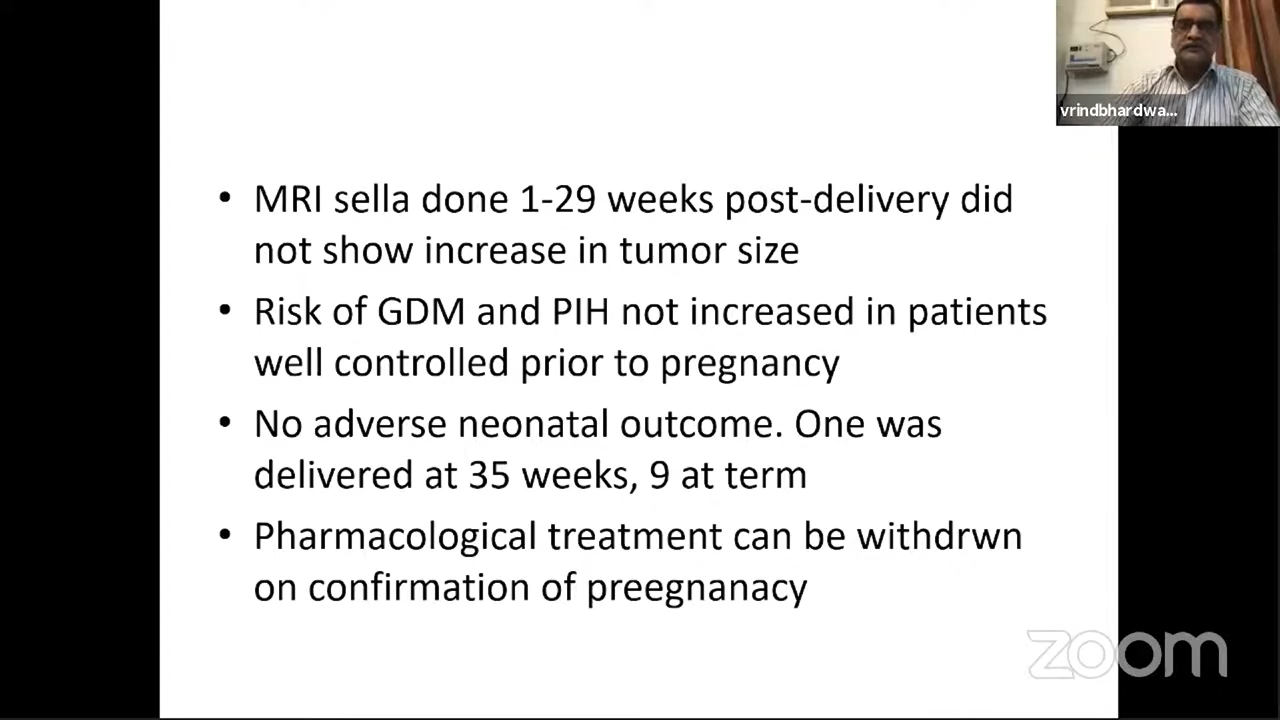 vrindbhardwa...
• MRI sella done 1-29 weeks post-delivery did
not show increase in tumor size
• Risk of GDM and PIH not increased in patients
well controlled prior to pregnancy
• No adverse neonatal outcome. One was
delivered at 35 weeks, 9 at term
• Pharmacological treatment can be withdrwn
on confirmation of preegnanacy
zoom